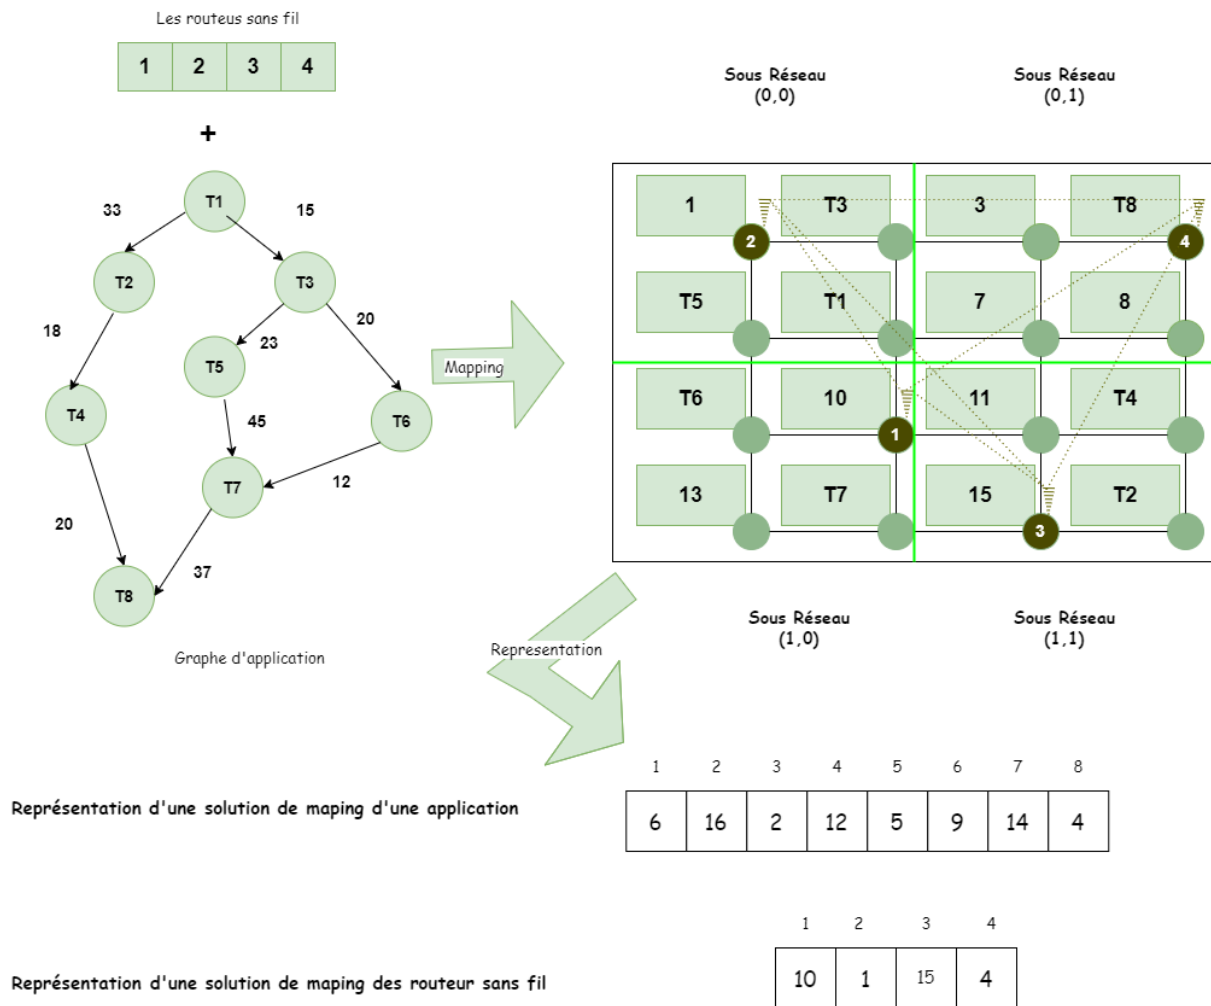 Les routeus sans fil
1 2 3 4
+
T1
33 15
T2 T3
18 23 20
T5
T4 45 T6
T7 12
20
37
T8
Graphe d'application
Mapping
Sous Réseau
(0,0)
Sous Réseau
(0,1)
1 T3 3 T8
2 4
T5 T1 7 8
T6 10 11 T4
1
13 T7 15 T2
3
Sous Réseau
(1,0)
Sous Réseau
(1,1)
Representation
1 2 3 4 5 6 7 8
Représentation d'une solution de maping d'une application
6 16 2 12 5 9 14 4
1 2 3 4
Représentation d'une solution de maping des routeur sans fil
10 1 15 4